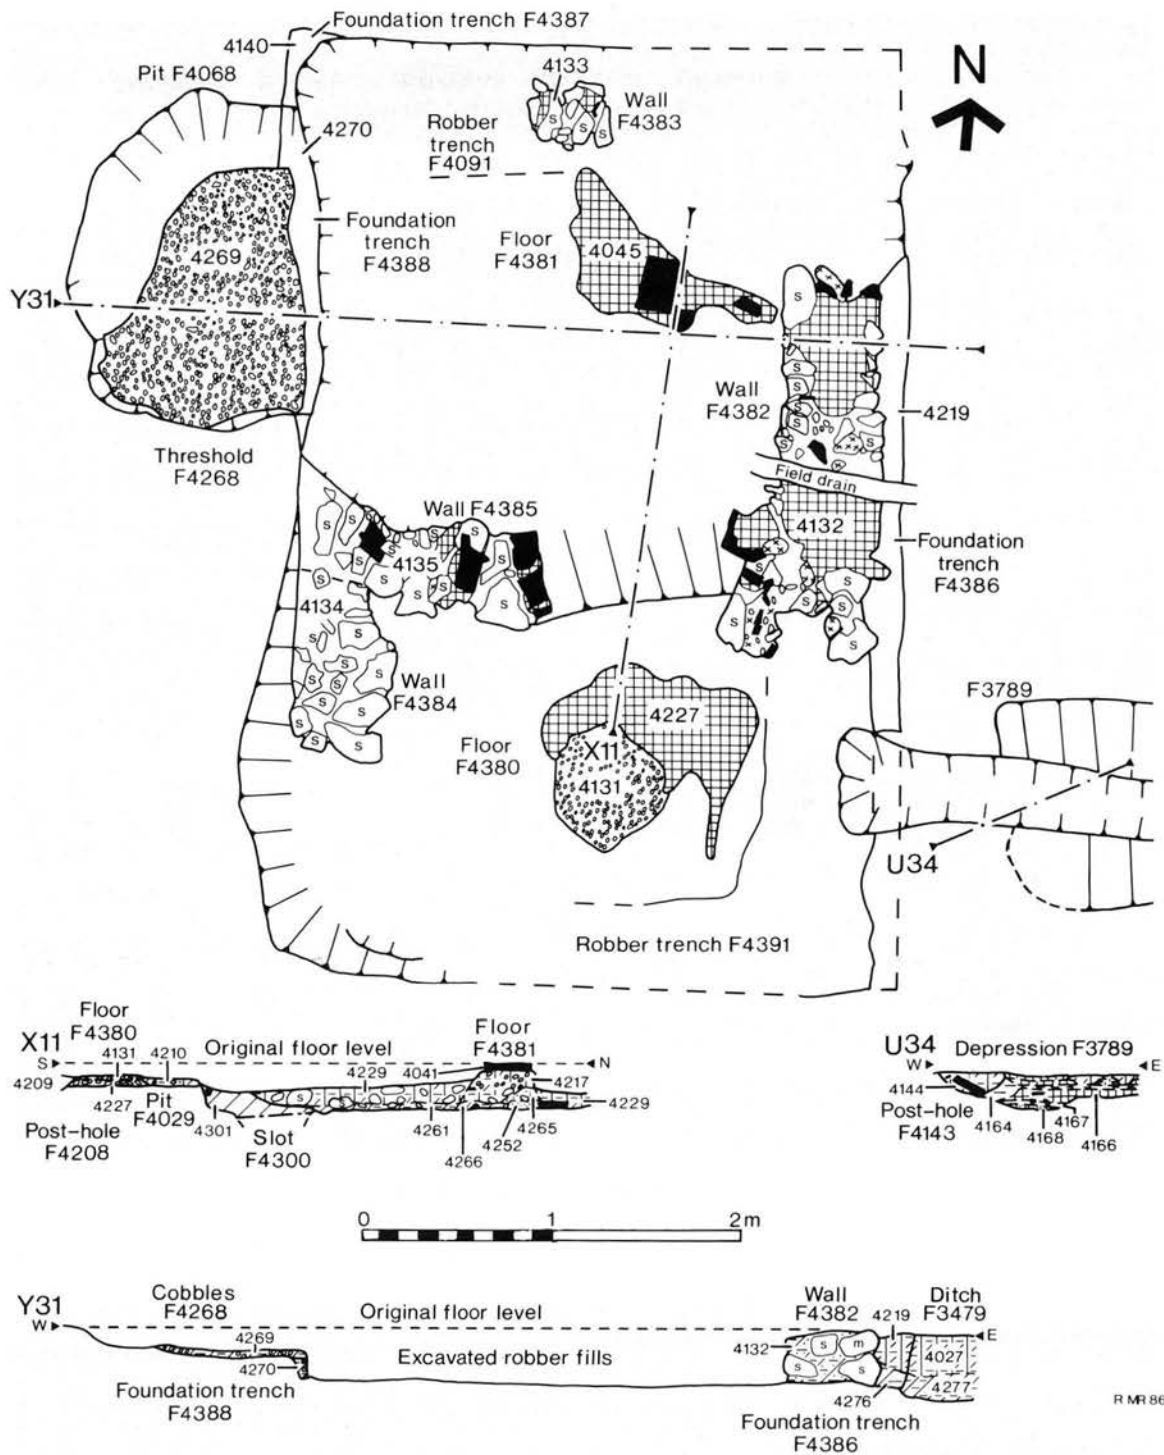 Foundation trench F4387
4140
Pit F4068
4133
N
Wall
F4383
Robber
trench
F4091
4270
Foundation
trench
F4388
Floor
F4381
4045
4269
Y31
Wall
F4382
4219
Threshold
F4268
Field drain
Wall F4385
4132
4135
Foundation
trench
F4386
4134
Wall
F4384
F3789
4227
Floor
F4380
X11
4131
U34
Robber trench F4391
Floor
F4380
Floor
F4381
X11
S
4131
4210
Original floor level
4041
4229
N
4209
4217
4227
Pit
F4029
4229
Post-hole
F4208
4301
Slot
F4300
4261
4266
4252
4265
U34
W
Depression F3789
E
4144
Post-hole
F4143
4164
4168
4167
4166
0 1 2m
Cobbles
F4268
Wall
F4382
4219
Ditch
F3479
Y31
W
Original floor level
E
4269
4132
s
m
4027
4270
Excavated robber fills
s
s
4277
Foundation trench
F4388
4276
Foundation trench
F4386
RMR86